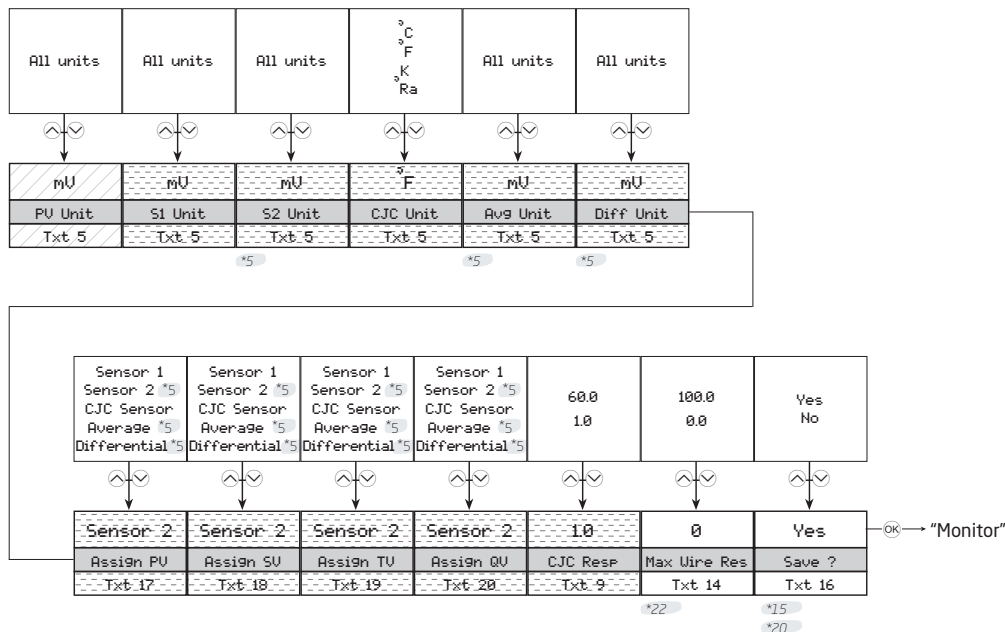 All units All units All units °C All units All units
°F
°K
°Ra
mV mV mV °F mV mV
PV Unit S1 Unit S2 Unit CJC Unit Avg Unit Diff Unit
Txt 5 Txt 5 Txt 5 Txt 5 Txt 5 Txt 5
*5 *5 *5
Sensor 1 Sensor 1 Sensor 1 Sensor 1
Sensor 2 *5 Sensor 2 *5 Sensor 2 *5 Sensor 2 *5 60.0 100.0 Yes
CJC Sensor CJC Sensor CJC Sensor CJC Sensor 1.0 0.0 No
Average *5 Average *5 Average *5 Average *5
Differential *5 Differential *5 Differential *5 Differential *5
Sensor 2 Sensor 2 Sensor 2 Sensor 2 1.0 0 Yes OK "Monitor"
Assign PV Assign SV Assign TV Assign QV CJC Resp Max Wire Res Save ?
Txt 17 Txt 18 Txt 19 Txt 20 Txt 9 Txt 14 Txt 16
*22 *15
*20